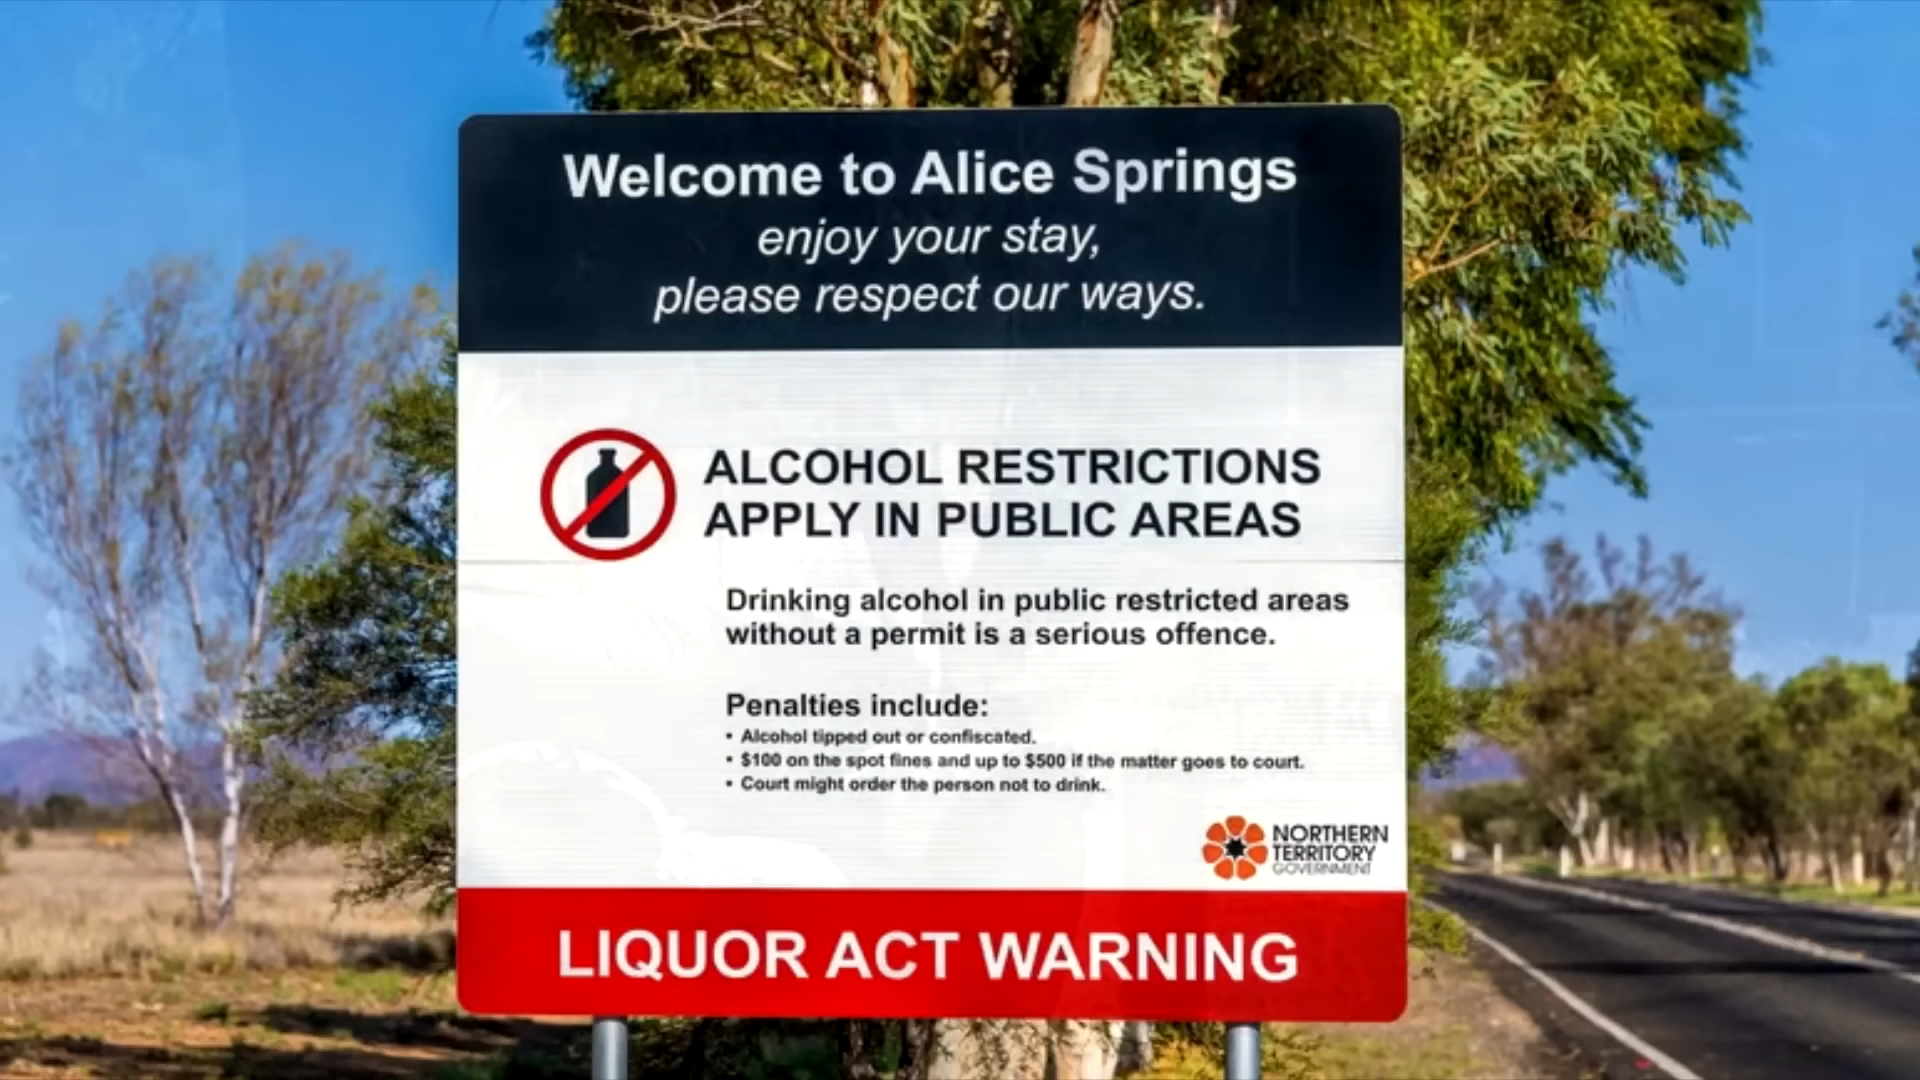 Welcome to Alice Springs
enjoy your stay,
please respect our ways.
ALCOHOL RESTRICTIONS
APPLY IN PUBLIC AREAS
Drinking alcohol in public restricted areas
without a permit is a serious offence.
Penalties include:
• Alcohol tipped out or confiscated.
• $100 on the spot fines and up to $500 if the matter goes to court.
• Court might order the person not to drink.
NORTHERN
TERRITORY
GOVERNMENT
LIQUOR ACT WARNING